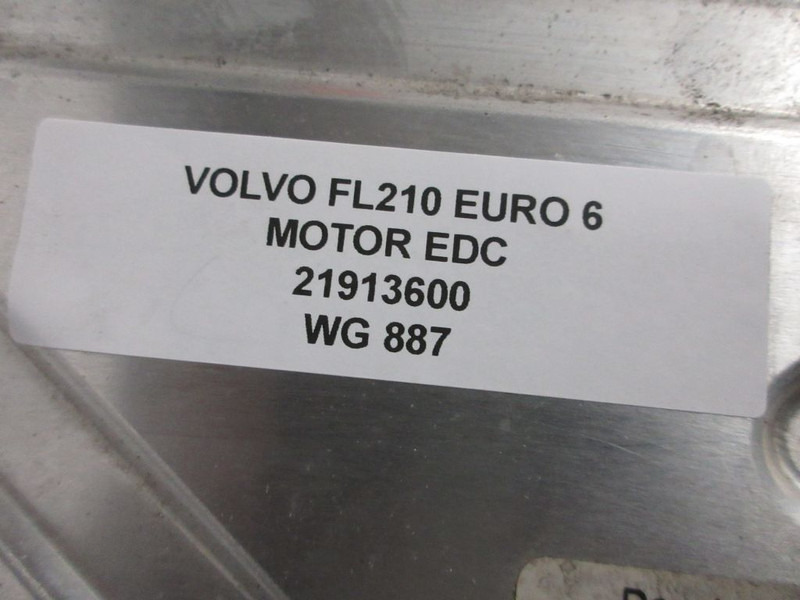 VOLVO FL210 EURO 6
MOTOR EDC
21913600
WG 887